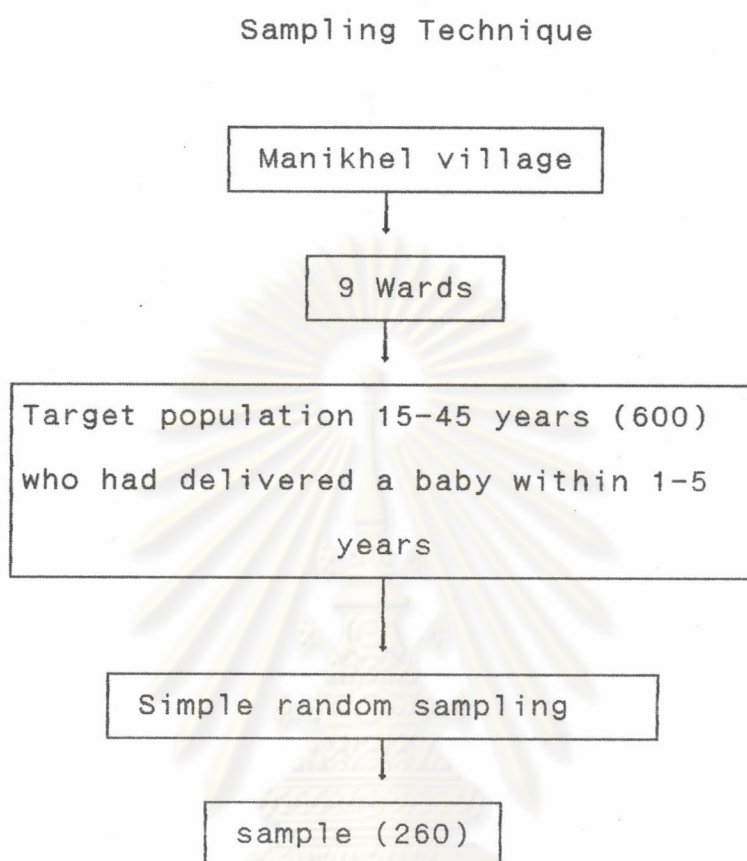 Sampling Technique
Manikhel village
9 Wards
Target population 15-45 years (600)
who had delivered a baby within 1-5
years
Simple random sampling
sample (260)